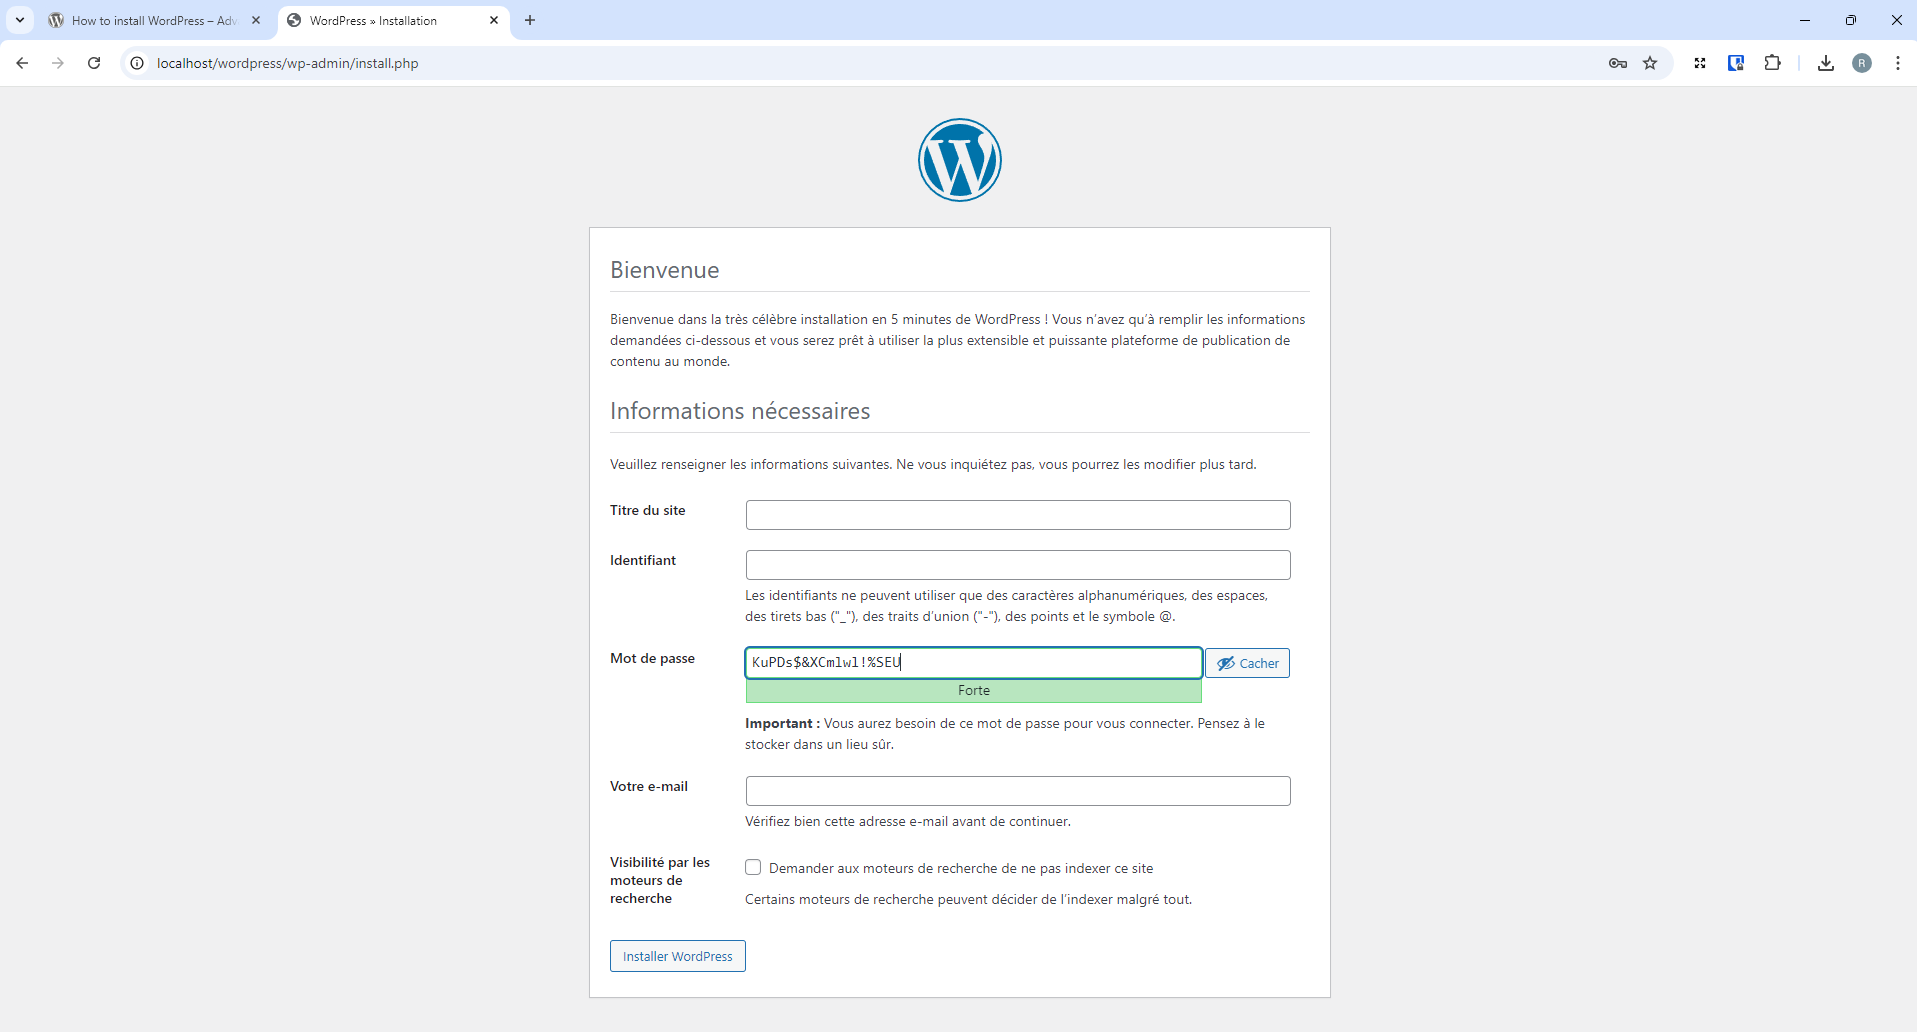 How to install WordPress – Adv
WordPress » Installation
localhost/wordpress/wp-admin/install.php
R
Bienvenue
Bienvenue dans la très célèbre installation en 5 minutes de WordPress ! Vous n’avez qu’à remplir les informations
demandées ci-dessous et vous serez prêt à utiliser la plus extensible et puissante plateforme de publication de
contenu au monde.
Informations nécessaires
Veuillez renseigner les informations suivantes. Ne vous inquiétez pas, vous pourrez les modifier plus tard.
Titre du site
Identifiant
Les identifiants ne peuvent utiliser que des caractères alphanumériques, des espaces,
des tirets bas ("_"), des traits d’union ("-"), des points et le symbole @.
Mot de passe
KuPDs$&XCmlwl!%SEU
Cacher
Forte
Important : Vous aurez besoin de ce mot de passe pour vous connecter. Pensez à le
stocker dans un lieu sûr.
Votre e-mail
Vérifiez bien cette adresse e-mail avant de continuer.
Visibilité par les
moteurs de
recherche
Demander aux moteurs de recherche de ne pas indexer ce site
Certains moteurs de recherche peuvent décider de l’indexer malgré tout.
Installer WordPress